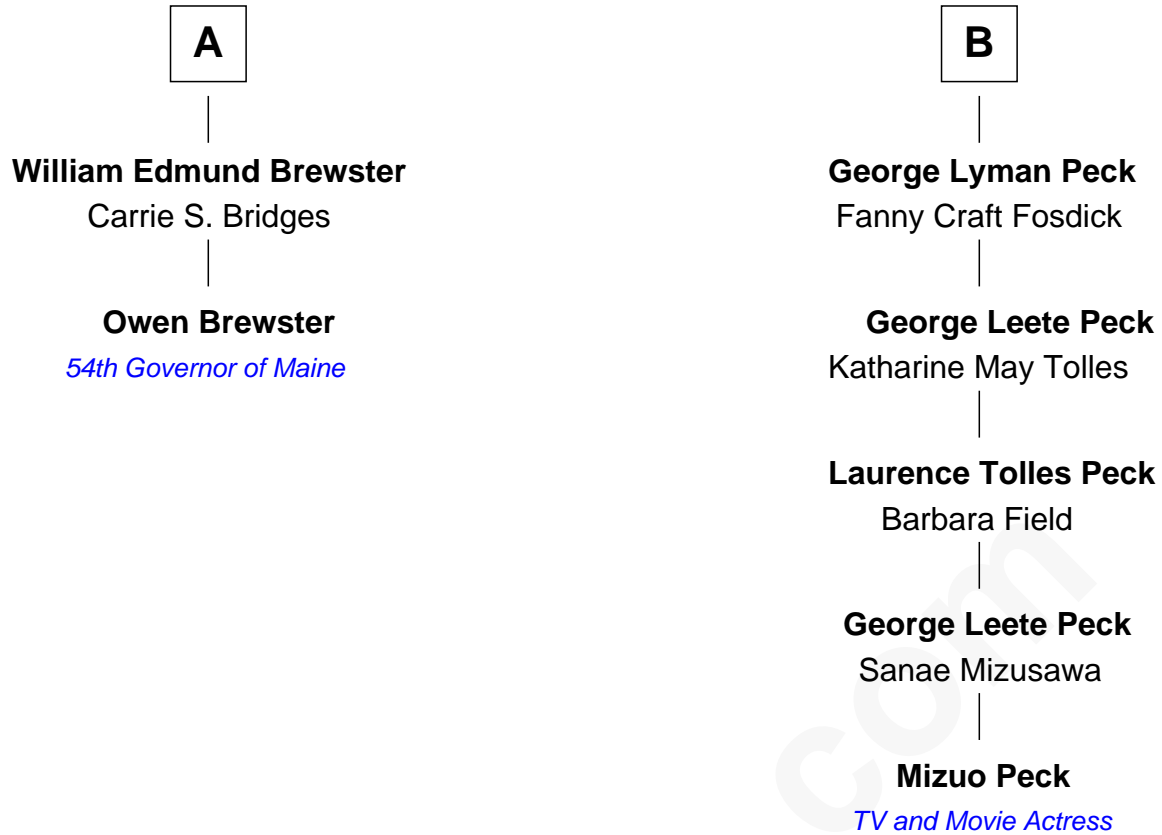 A
William Edmund Brewster
Carrie S. Bridges
Owen Brewster
54th Governor of Maine
B
George Lyman Peck
Fanny Craft Fosdick
George Leete Peck
Katharine May Tolles
Laurence Tolles Peck
Barbara Field
George Leete Peck
Sanae Mizusawa
Mizuo Peck
TV and Movie Actress
com